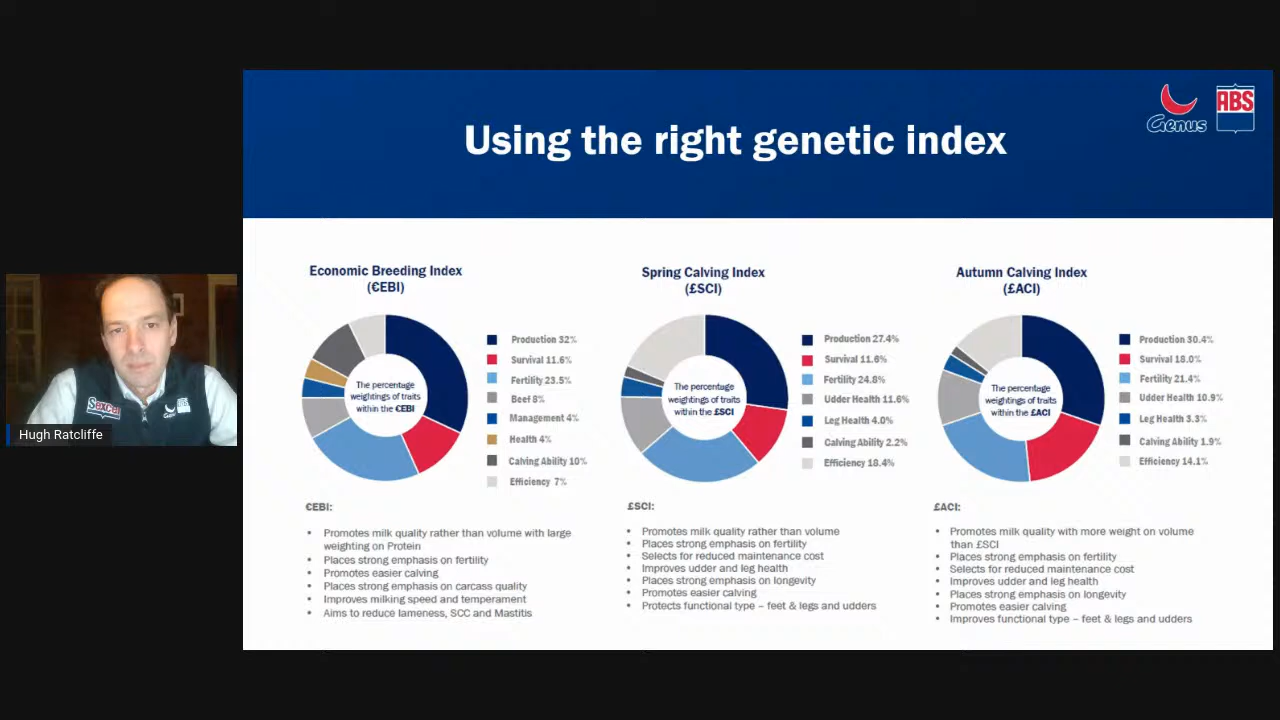 Using the right genetic index
Genus
ABS
Economic Breeding Index
(€EBI)
The percentage
weightings of traits
within the €EBI
Production 32%
Survival 11.6%
Fertility 23.5%
Beef 8%
Management 4%
Health 4%
Calving Ability 10%
Efficiency 7%
€EBI:
• Promotes milk quality rather than volume with large
weighting on Protein
• Places strong emphasis on fertility
• Promotes easier calving
• Places strong emphasis on carcass quality
• Improves milking speed and temperament
• Aims to reduce lameness, SCC and Mastitis
Spring Calving Index
(£SCI)
The percentage
weightings of traits
within the £SCI
Production 27.4%
Survival 11.6%
Fertility 24.8%
Udder Health 11.6%
Leg Health 4.0%
Calving Ability 2.2%
Efficiency 18.4%
£SCI:
• Promotes milk quality rather than volume
• Places strong emphasis on fertility
• Selects for reduced maintenance cost
• Improves udder and leg health
• Places strong emphasis on longevity
• Promotes easier calving
• Protects functional type – feet & legs and udders
Autumn Calving Index
(£ACI)
The percentage
weightings of traits
within the £ACI
Production 30.4%
Survival 18.0%
Fertility 21.4%
Udder Health 10.9%
Leg Health 3.3%
Calving Ability 1.9%
Efficiency 14.1%
£ACI:
• Promotes milk quality with more weight on volume
than £SCI
• Places strong emphasis on fertility
• Selects for reduced maintenance cost
• Improves udder and leg health
• Places strong emphasis on longevity
• Promotes easier calving
• Improves functional type – feet & legs and udders
Sexcel
Hugh Ratcliffe